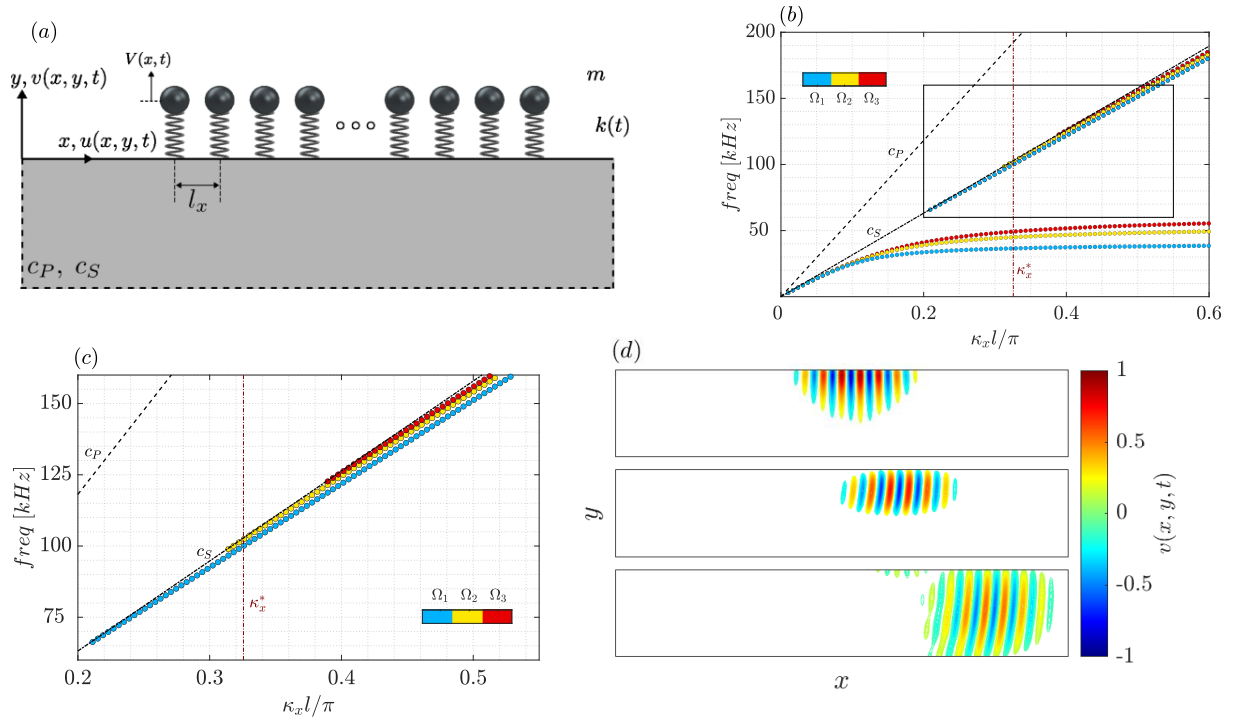 (a)
V(x,t)
y, v(x, y, t)
m
x, u(x, y, t)
k(t)
l_x
c_P, c_S
(b)
200
150
100
50
0
0.2
0.4
0.6
freq [kHz]
κ_x l/π
Ω_1 Ω_2 Ω_3
c_P
c_S
κ_x^*
(c)
150
125
100
75
0.2
0.3
0.4
0.5
freq [kHz]
κ_x l/π
c_P
c_S
κ_x^*
Ω_1 Ω_2 Ω_3
(d)
y
x
1
0.5
0
-0.5
-1
v(x, y, t)